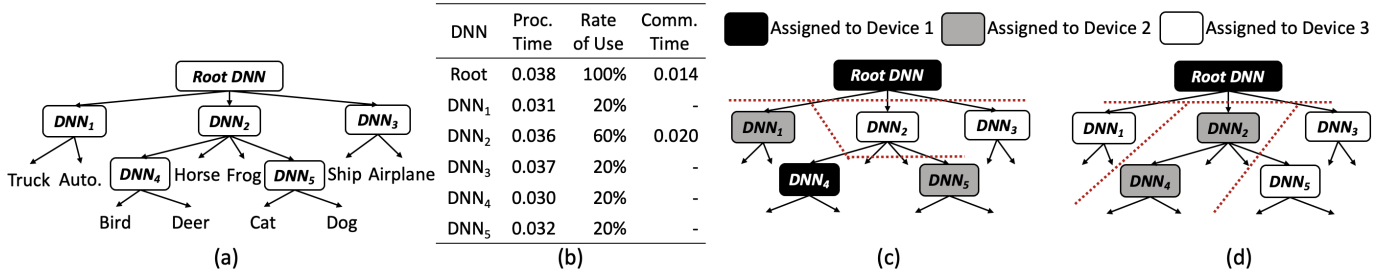 Root DNN
DNN1
DNN2
DNN3
Truck Auto.
DNN4
Horse Frog
DNN5
Ship Airplane
Bird
Deer
Cat
Dog
(a)
DNN Proc. Time Rate of Use Comm. Time
Root 0.038 100% 0.014
DNN1 0.031 20% -
DNN2 0.036 60% 0.020
DNN3 0.037 20% -
DNN4 0.030 20% -
DNN5 0.032 20% -
(b)
Assigned to Device 1
Assigned to Device 2
Assigned to Device 3
Root DNN
DNN1
DNN2
DNN3
DNN4
DNN5
(c)
Root DNN
DNN1
DNN2
DNN3
DNN4
DNN5
(d)